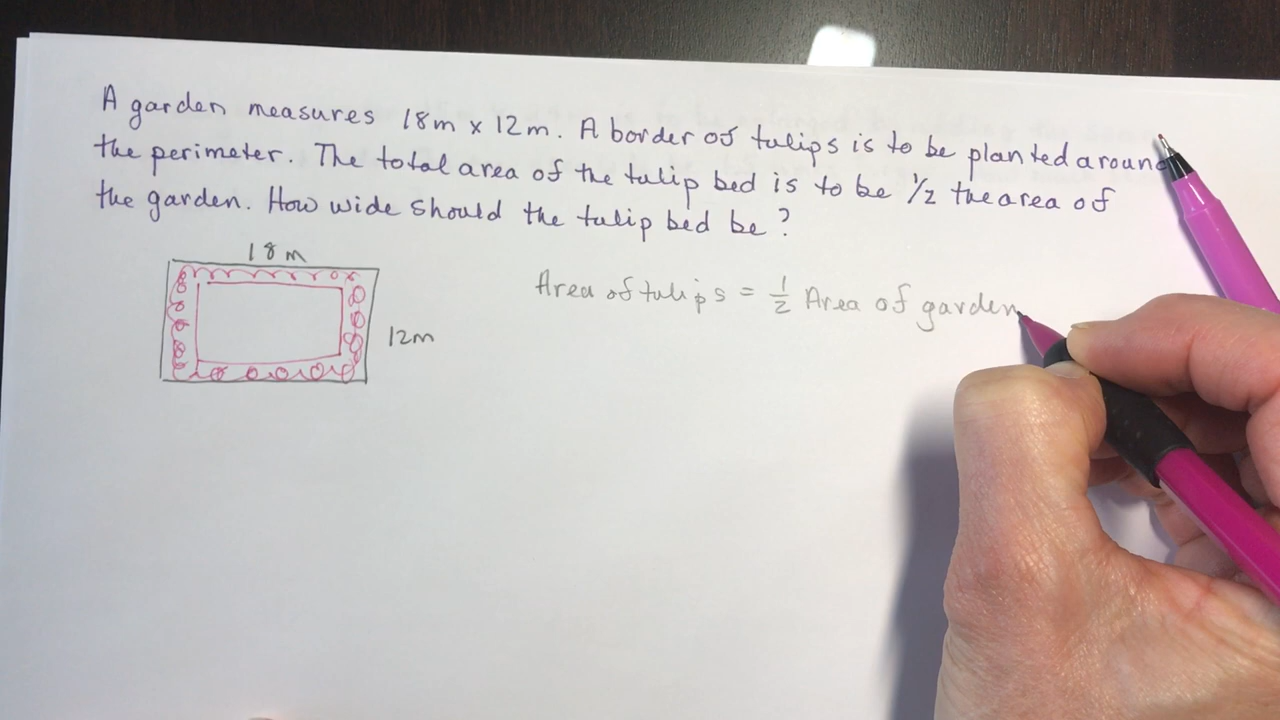 A garden measures 18m x 12m. A border of tulips is to be planted around
the perimeter. The total area of the tulip bed is to be 1/2 the area of
the garden. How wide should the tulip bed be?
18 m
12m
Area of tulips = 1/2 Area of garden